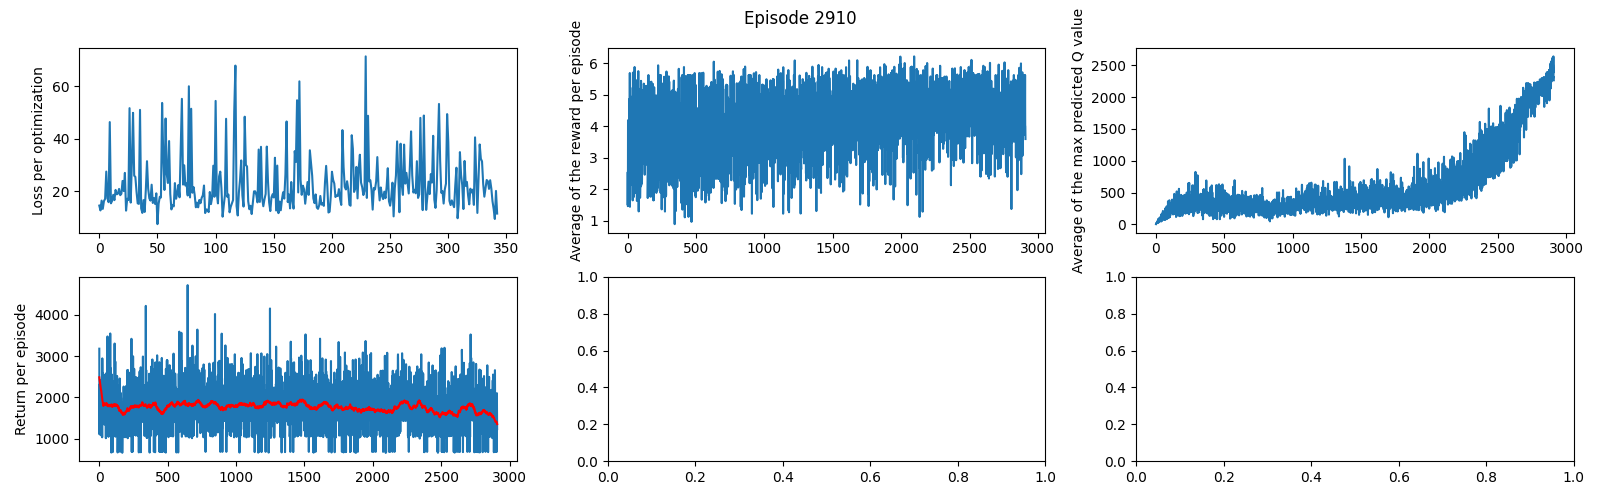 Episode 2910
Loss per optimization
60
40
20
0 50 100 150 200 250 300 350
Average of the reward per episode
6
5
4
3
2
1
0 500 1000 1500 2000 2500 3000
Average of the max predicted Q value
2500
2000
1500
1000
500
0
0 500 1000 1500 2000 2500 3000
Return per episode
4000
3000
2000
1000
0 500 1000 1500 2000 2500 3000
1.0
0.8
0.6
0.4
0.2
0.0
0.0 0.2 0.4 0.6 0.8 1.0
1.0
0.8
0.6
0.4
0.2
0.0
0.0 0.2 0.4 0.6 0.8 1.0